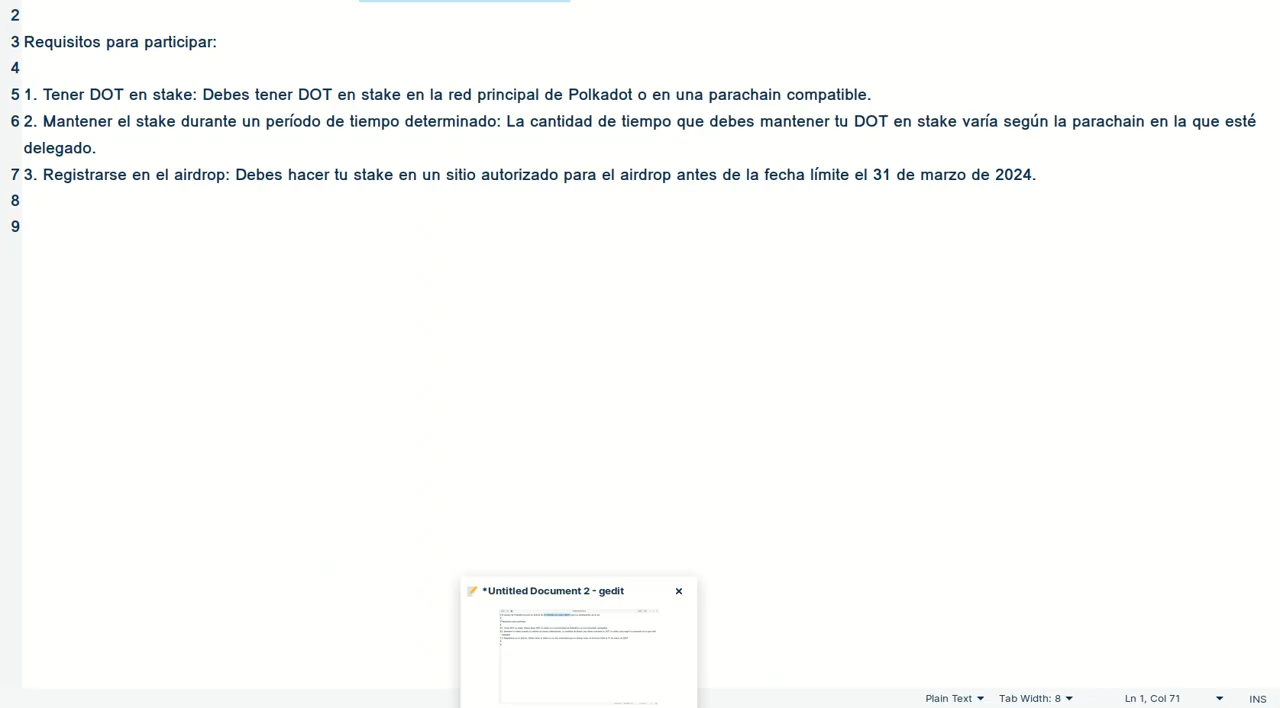 2
3 Requisitos para participar:
4
5 1. Tener DOT en stake: Debes tener DOT en stake en la red principal de Polkadot o en una parachain compatible.
6 2. Mantener el stake durante un período de tiempo determinado: La cantidad de tiempo que debes mantener tu DOT en stake varía según la parachain en la que esté
delegado.
7 3. Registrarse en el airdrop: Debes hacer tu stake en un sitio autorizado para el airdrop antes de la fecha límite el 31 de marzo de 2024.
8
9
*Untitled Document 2 - gedit
Plain Text Tab Width: 8 Ln 1, Col 71 INS